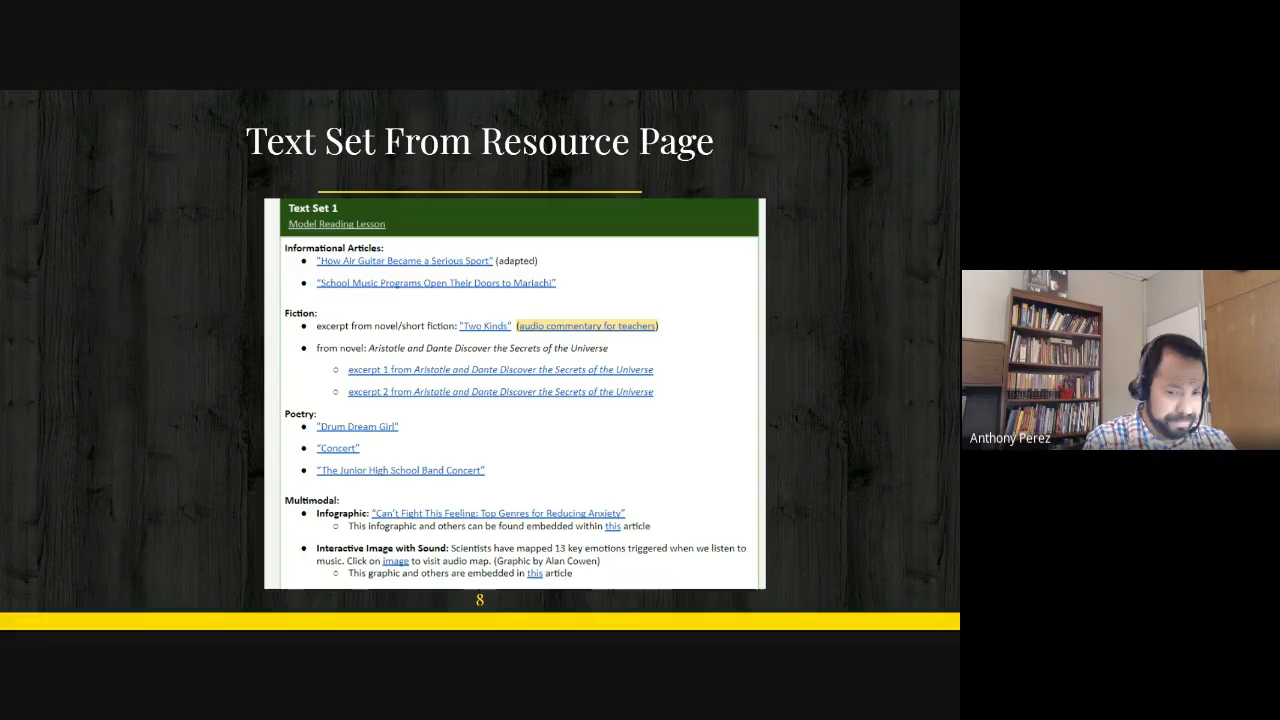 Text Set From Resource Page
Text Set 1
Model Reading Lesson
Informational Articles:
● "How Air Guitar Became a Serious Sport" (adapted)
● "School Music Programs Open Their Doors to Mariachi"
Fiction:
● excerpt from novel/short fiction: "Two Kinds" (audio commentary for teachers)
● from novel: Aristotle and Dante Discover the Secrets of the Universe
○ excerpt 1 from Aristotle and Dante Discover the Secrets of the Universe
○ excerpt 2 from Aristotle and Dante Discover the Secrets of the Universe
Poetry:
● "Drum Dream Girl"
● "Concert"
● "The Junior High School Band Concert"
Multimodal:
● Infographic: "Can't Fight This Feeling: Top Genres for Reducing Anxiety"
○ This infographic and others can be found embedded within this article
● Interactive Image with Sound: Scientists have mapped 13 key emotions triggered when we listen to
music. Click on image to visit audio map. (Graphic by Alan Cowen)
○ This graphic and others are embedded in this article
8
Anthony Perez